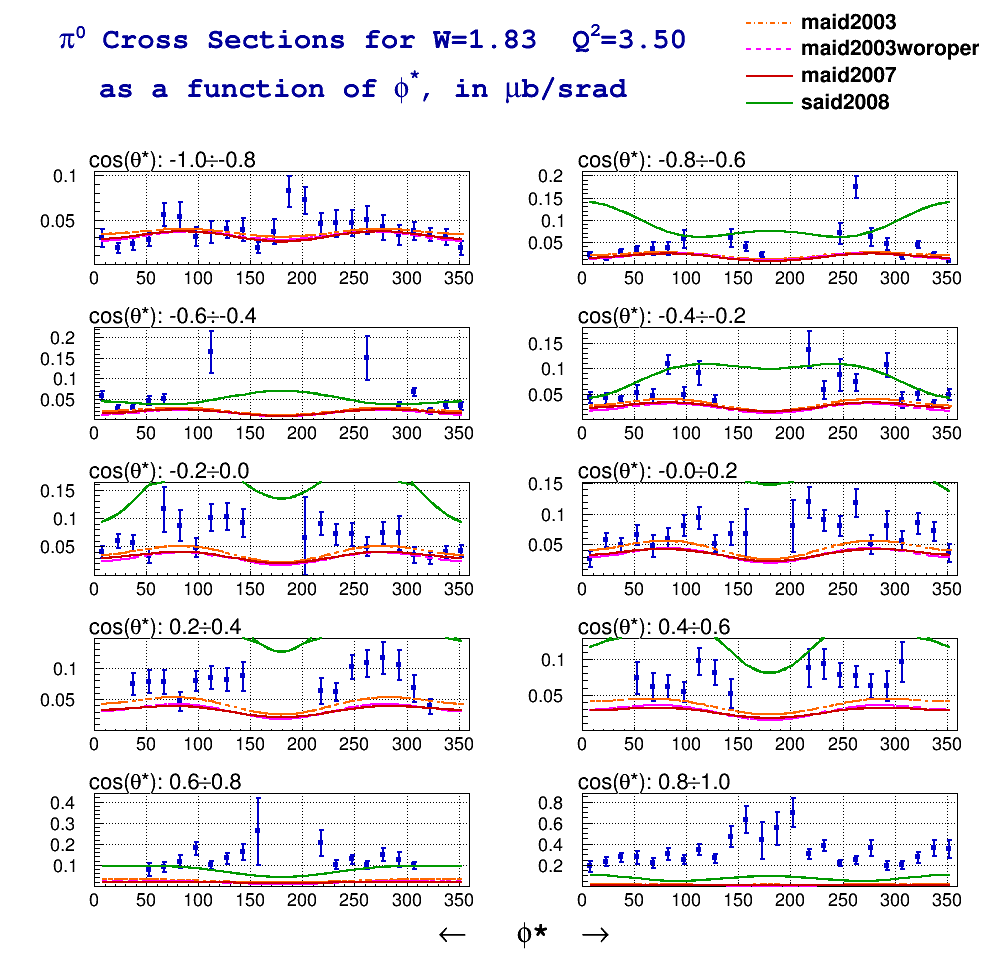 π⁰ Cross Sections for W=1.83 Q²=3.50
as a function of ϕ*, in μb/srad
maid2003
maid2003woroper
maid2007
said2008
cos(θ*): -1.0÷-0.8
0.1
0.05
0 50 100 150 200 250 300 350
cos(θ*): -0.8÷-0.6
0.2
0.15
0.1
0.05
0 50 100 150 200 250 300 350
cos(θ*): -0.6÷-0.4
0.2
0.15
0.1
0.05
0 50 100 150 200 250 300 350
cos(θ*): -0.4÷-0.2
0.15
0.1
0.05
0 50 100 150 200 250 300 350
cos(θ*): -0.2÷0.0
0.15
0.1
0.05
0 50 100 150 200 250 300 350
cos(θ*): -0.0÷0.2
0.15
0.1
0.05
0 50 100 150 200 250 300 350
cos(θ*): 0.2÷0.4
0.1
0.05
0 50 100 150 200 250 300 350
cos(θ*): 0.4÷0.6
0.1
0.05
0 50 100 150 200 250 300 350
cos(θ*): 0.6÷0.8
0.4
0.3
0.2
0.1
0 50 100 150 200 250 300 350
cos(θ*): 0.8÷1.0
0.8
0.6
0.4
0.2
0 50 100 150 200 250 300 350
← ϕ* →